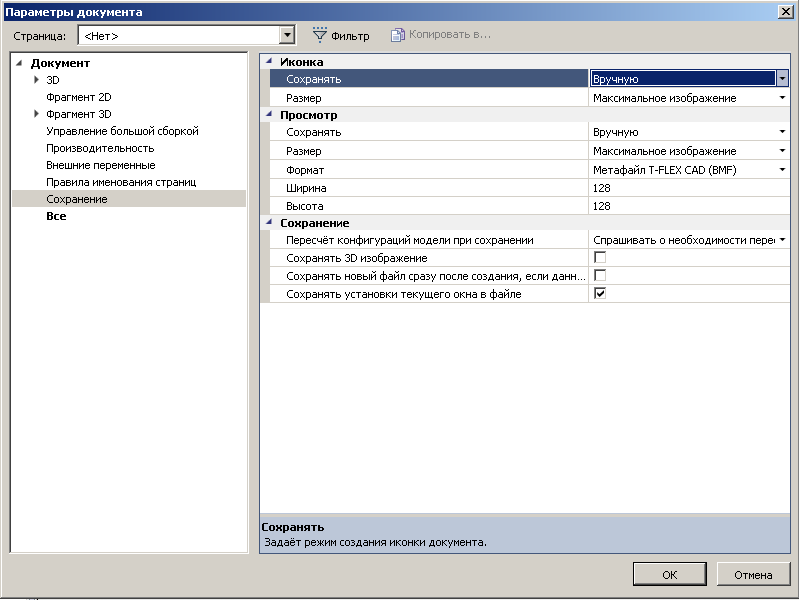 Параметры документа
Страница: <Нет> Фильтр Копировать в...
Документ
3D
Фрагмент 2D
Фрагмент 3D
Управление большой сборкой
Производительность
Внешние переменные
Правила именования страниц
Сохранение
Все
Иконка
Сохранять Вручную
Размер Максимальное изображение
Просмотр
Сохранять Вручную
Размер Максимальное изображение
Формат Метафайл T-FLEX CAD (BMF)
Ширина 128
Высота 128
Сохранение
Пересчёт конфигураций модели при сохранении Спрашивать о необходимости пере
Сохранять 3D изображение
Сохранять новый файл сразу после создания, если данн...
Сохранять установки текущего окна в файле
Сохранять
Задаёт режим создания иконки документа.
ОК Отмена